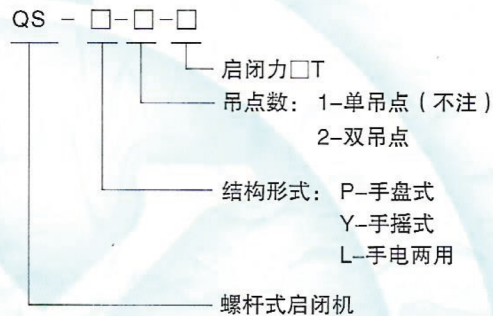 QS - □-□-□
启闭力□T
吊点数： 1-单吊点（不注）
2-双吊点
结构形式： P-手盘式
Y-手摇式
L-手电两用
螺杆式启闭机